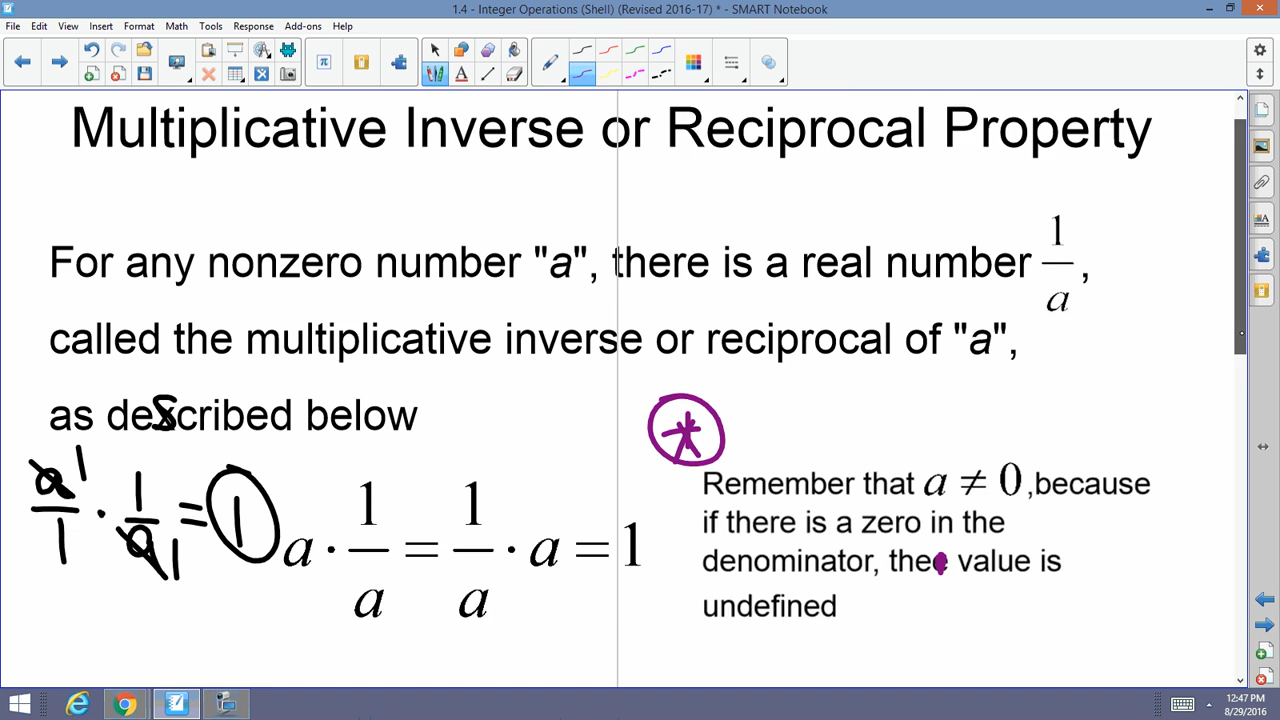 1.4 - Integer Operations (Shell) (Revised 2016-17) * - SMART Notebook
File Edit View Insert Format Math Tools Response Add-ons Help
Multiplicative Inverse or Reciprocal Property
For any nonzero number "a", there is a real number 1/a,
called the multiplicative inverse or reciprocal of "a",
as described below
a/1 · 1/a = 1
1 1
a · 1/a = 1/a · a = 1
*
Remember that a ≠ 0 ,because
if there is a zero in the
denominator, thee value is
undefined
12:47 PM
8/29/2016